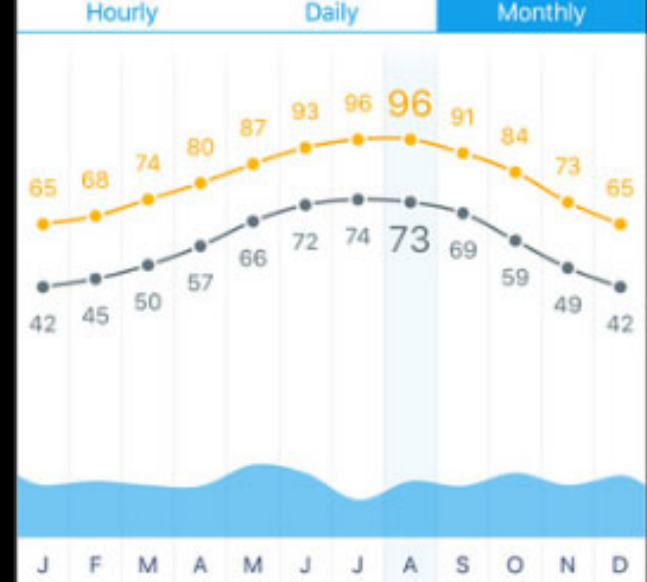 Hourly Daily Monthly
65 68 74 80 87 93 96 96 91 84 73 65
42 45 50 57 66 72 74 73 69 59 49 42
J F M A M J J A S O N D